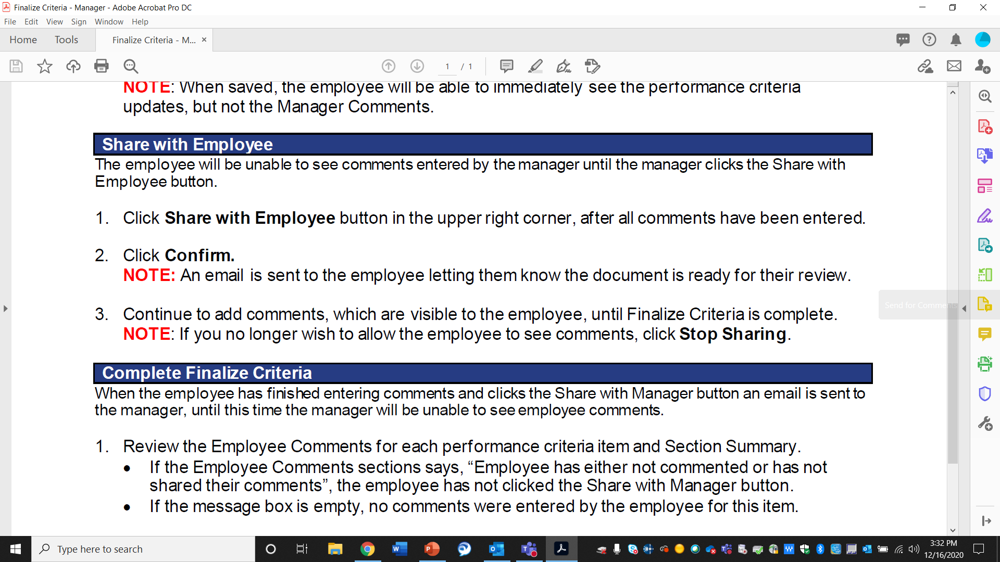 Finalize Criteria - Manager - Adobe Acrobat Pro DC
File Edit View Sign Window Help
Home Tools Finalize Criteria - M... ×
1 / 1
NOTE: When saved, the employee will be able to immediately see the performance criteria
updates, but not the Manager Comments.
Share with Employee
The employee will be unable to see comments entered by the manager until the manager clicks the Share with
Employee button.
1. Click Share with Employee button in the upper right corner, after all comments have been entered.
2. Click Confirm.
NOTE: An email is sent to the employee letting them know the document is ready for their review.
Send for Comments
3. Continue to add comments, which are visible to the employee, until Finalize Criteria is complete.
NOTE: If you no longer wish to allow the employee to see comments, click Stop Sharing.
Complete Finalize Criteria
When the employee has finished entering comments and clicks the Share with Manager button an email is sent to
the manager, until this time the manager will be unable to see employee comments.
1. Review the Employee Comments for each performance criteria item and Section Summary.
• If the Employee Comments sections says, “Employee has either not commented or has not
shared their comments”, the employee has not clicked the Share with Manager button.
• If the message box is empty, no comments were entered by the employee for this item.
Type here to search
3:32 PM
12/16/2020